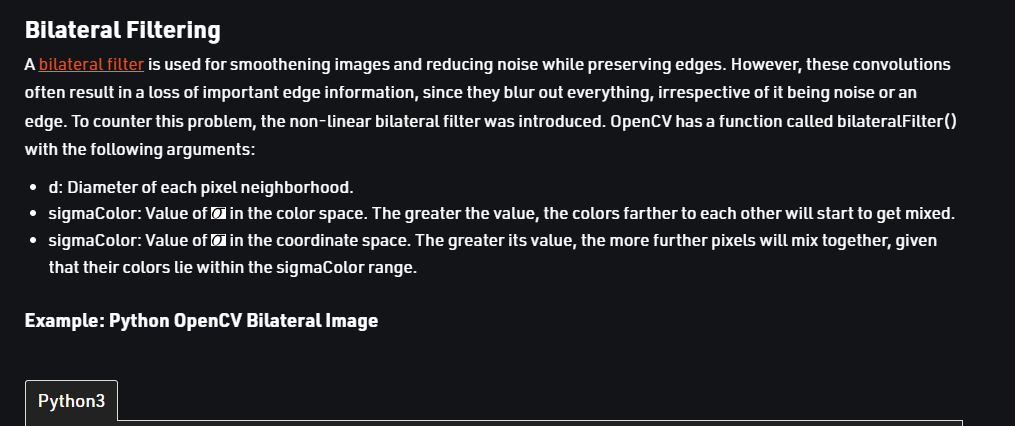 Bilateral Filtering
A bilateral filter is used for smoothening images and reducing noise while preserving edges. However, these convolutions
often result in a loss of important edge information, since they blur out everything, irrespective of it being noise or an
edge. To counter this problem, the non-linear bilateral filter was introduced. OpenCV has a function called bilateralFilter()
with the following arguments:
• d: Diameter of each pixel neighborhood.
• sigmaColor: Value of σ in the color space. The greater the value, the colors farther to each other will start to get mixed.
• sigmaColor: Value of σ in the coordinate space. The greater its value, the more further pixels will mix together, given
that their colors lie within the sigmaColor range.
Example: Python OpenCV Bilateral Image
Python3